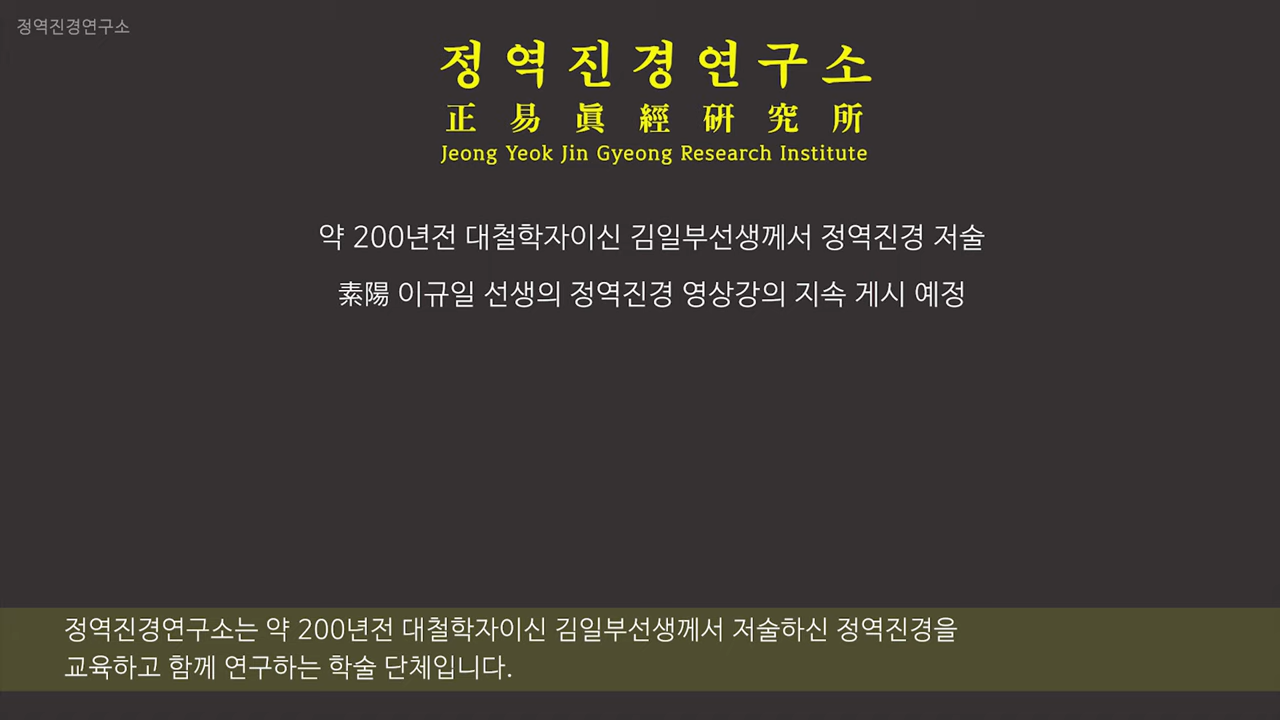 정역진경연구소
정역진경연구소
正易眞經硏究所
Jeong Yeok Jin Gyeong Research Institute
약 200년전 대철학자이신 김일부선생께서 정역진경 저술
素陽 이규일 선생의 정역진경 영상강의 지속 게시 예정
정역진경연구소는 약 200년전 대철학자이신 김일부선생께서 저술하신 정역진경을
교육하고 함께 연구하는 학술 단체입니다.